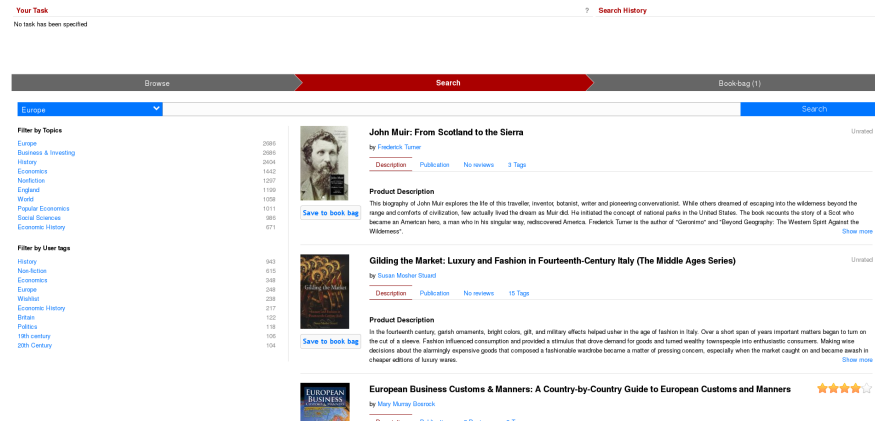 Your Task
? Search History
No task has been specified
Browse
Search
Book-bag (1)
Europe
Search
Filter by Topics
Europe 2686
Business & Investing 2686
History 2404
Economics 1442
Nonfiction 1297
England 1199
World 1058
Popular Economics 1011
Social Sciences 886
Economic History 671
Filter by User tags
History 943
Non-fiction 615
Economics 248
Europe 248
Wishlist 238
Economic History 217
Britain 122
Politics 118
19th century 106
20th Century 104
Save to book bag
John Muir: From Scotland to the Sierra
Unrated
by Frederick Turner
Description Publication No reviews 3 Tags
Product Description
This biography of John Muir explores the life of this traveller, inventor, botanist, writer and pioneering convervationist. While others dreamed of escaping into the wilderness beyond the
range and comforts of civilization, few actually lived the dream as Muir did. He initiated the concept of national parks in the United States. The book recounts the story of a Scot who
became an American hero, a man who in his singular way, rediscovered America. Frederick Turner is the author of "Geronimo" and "Beyond Geography: The Western Spirit Against the
Wilderness".
Show more
Gilding the Market
Save to book bag
Gilding the Market: Luxury and Fashion in Fourteenth-Century Italy (The Middle Ages Series)
Unrated
by Susan Mosher Stuard
Description Publication No reviews 15 Tags
Product Description
In the fourteenth century, garish ornaments, bright colors, gilt, and military effects helped usher in the age of fashion in Italy. Over a short span of years important matters began to turn on
the cut of a sleeve. Fashion influenced consumption and provided a stimulus that drove demand for goods and turned wealthy townspeople into enthusiastic consumers. Making wise
decisions about the alarmingly expensive goods that composed a fashionable wardrobe became a matter of pressing concern, especially when the market caught on and became awash in
cheaper editions of luxury wares.
Show more
EUROPEAN
BUSINESS
European Business Customs & Manners: A Country-by-Country Guide to European Customs and Manners
by Mary Murray Bosrock